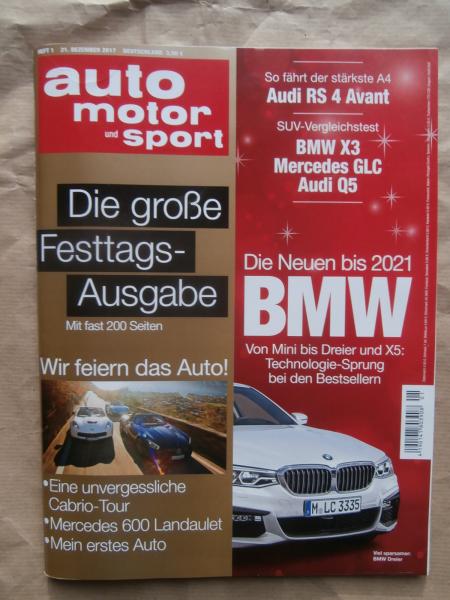 HEFT 1 21. DEZEMBER 2017 DEUTSCHLAND
auto
motor
und sport
Die große
Festtags-
Ausgabe
Mit fast 200 Seiten
Wir feiern das Auto!
•Eine unvergessliche
Cabrio-Tour
•Mercedes 600 Landaulet
•Mein erstes Auto
So fährt der stärkste A4
Audi RS 4 Avant
SUV-Vergleichstest
BMW X3
Mercedes GLC
Audi Q5
Die Neuen bis 2021
BMW
Von Mini bis Dreier und X5:
Technologie-Sprung
bei den Bestsellern
M LC 3335
Viel sparsamer:
BMW Dreier